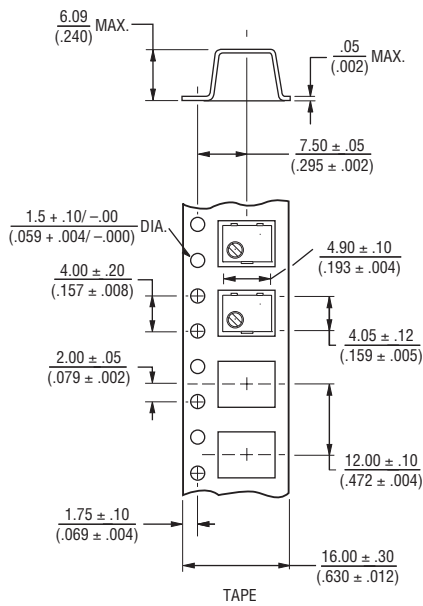 6.09 MAX.
(.240)
.05 MAX.
(.002)
7.50 ± .05
(.295 ± .002)
1.5 + .10/ –.00 DIA.
(.059 + .004/ –.000)
4.90 ± .10
(.193 ± .004)
4.00 ± .20
(.157 ± .008)
4.05 ± .12
(.159 ± .005)
2.00 ± .05
(.079 ± .002)
12.00 ± .10
(.472 ± .004)
1.75 ± .10
(.069 ± .004)
16.00 ± .30
(.630 ± .012)
TAPE